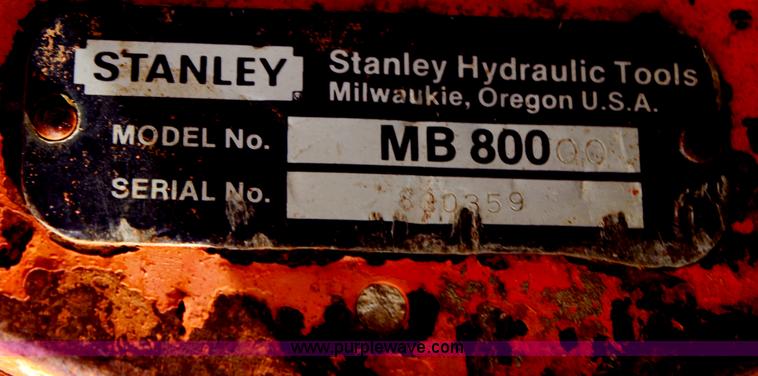 STANLEY
Stanley Hydraulic Tools
Milwaukie, Oregon U.S.A.
MODEL No. MB 800
SERIAL No.
www.purplewave.com